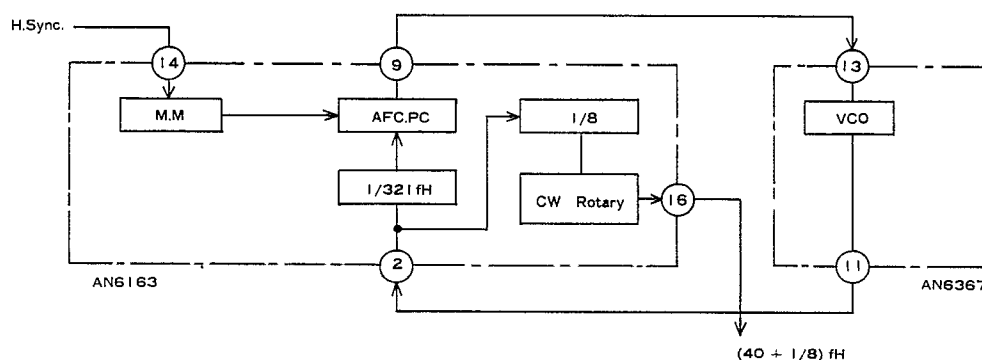 H.Sync.
14
9
13
M.M
AFC.PC
1/8
VCO
1/321fH
CW Rotary
16
2
11
AN6163
AN6367
(40 + 1/8) fH